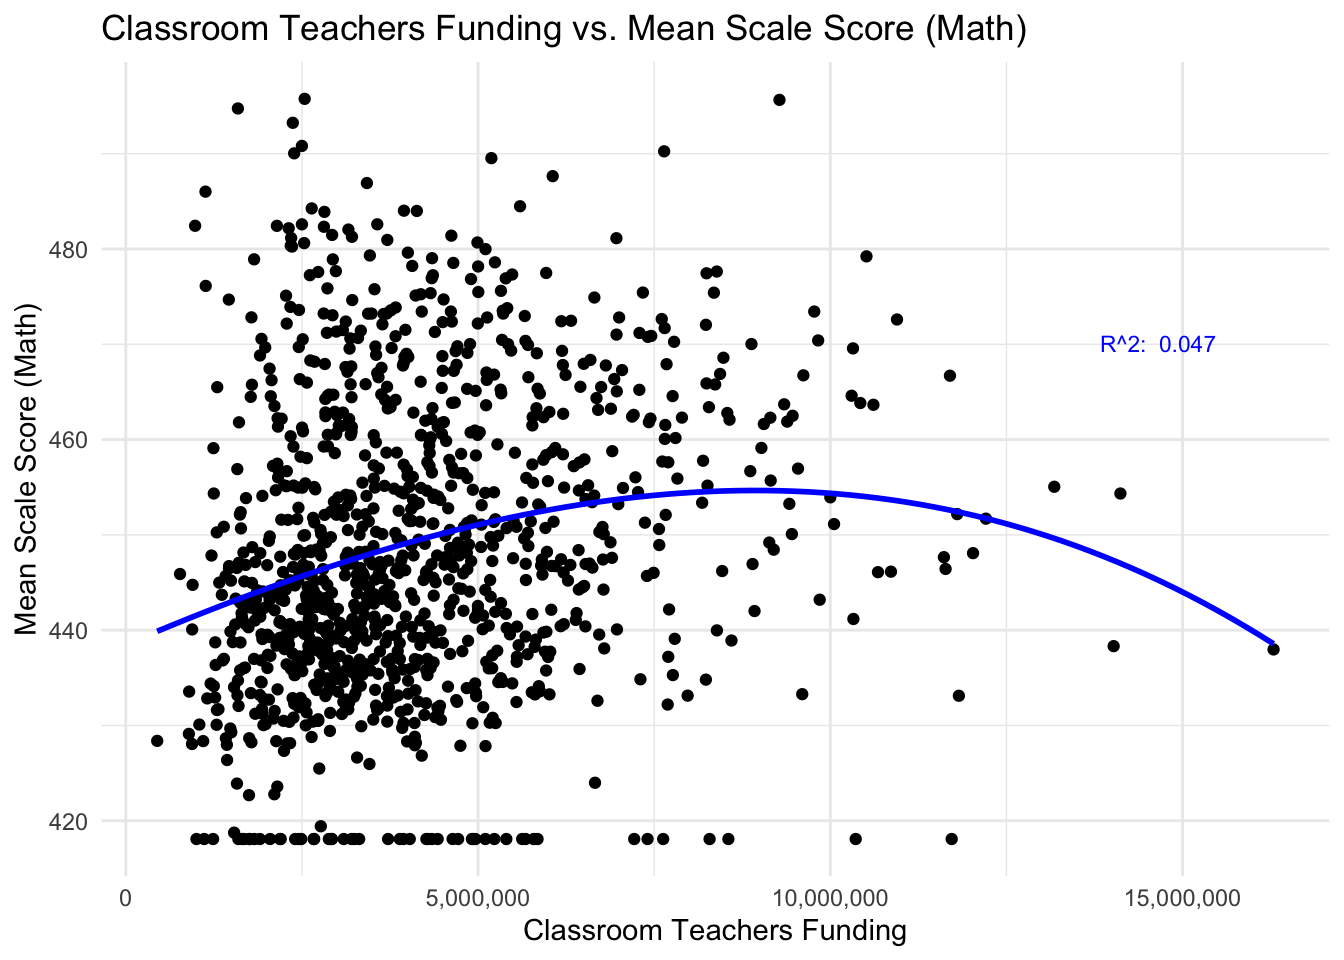 Classroom Teachers Funding vs. Mean Scale Score (Math)
Mean Scale Score (Math)
480
460
440
420
R^2:  0.047
0
5,000,000
10,000,000
15,000,000
Classroom Teachers Funding